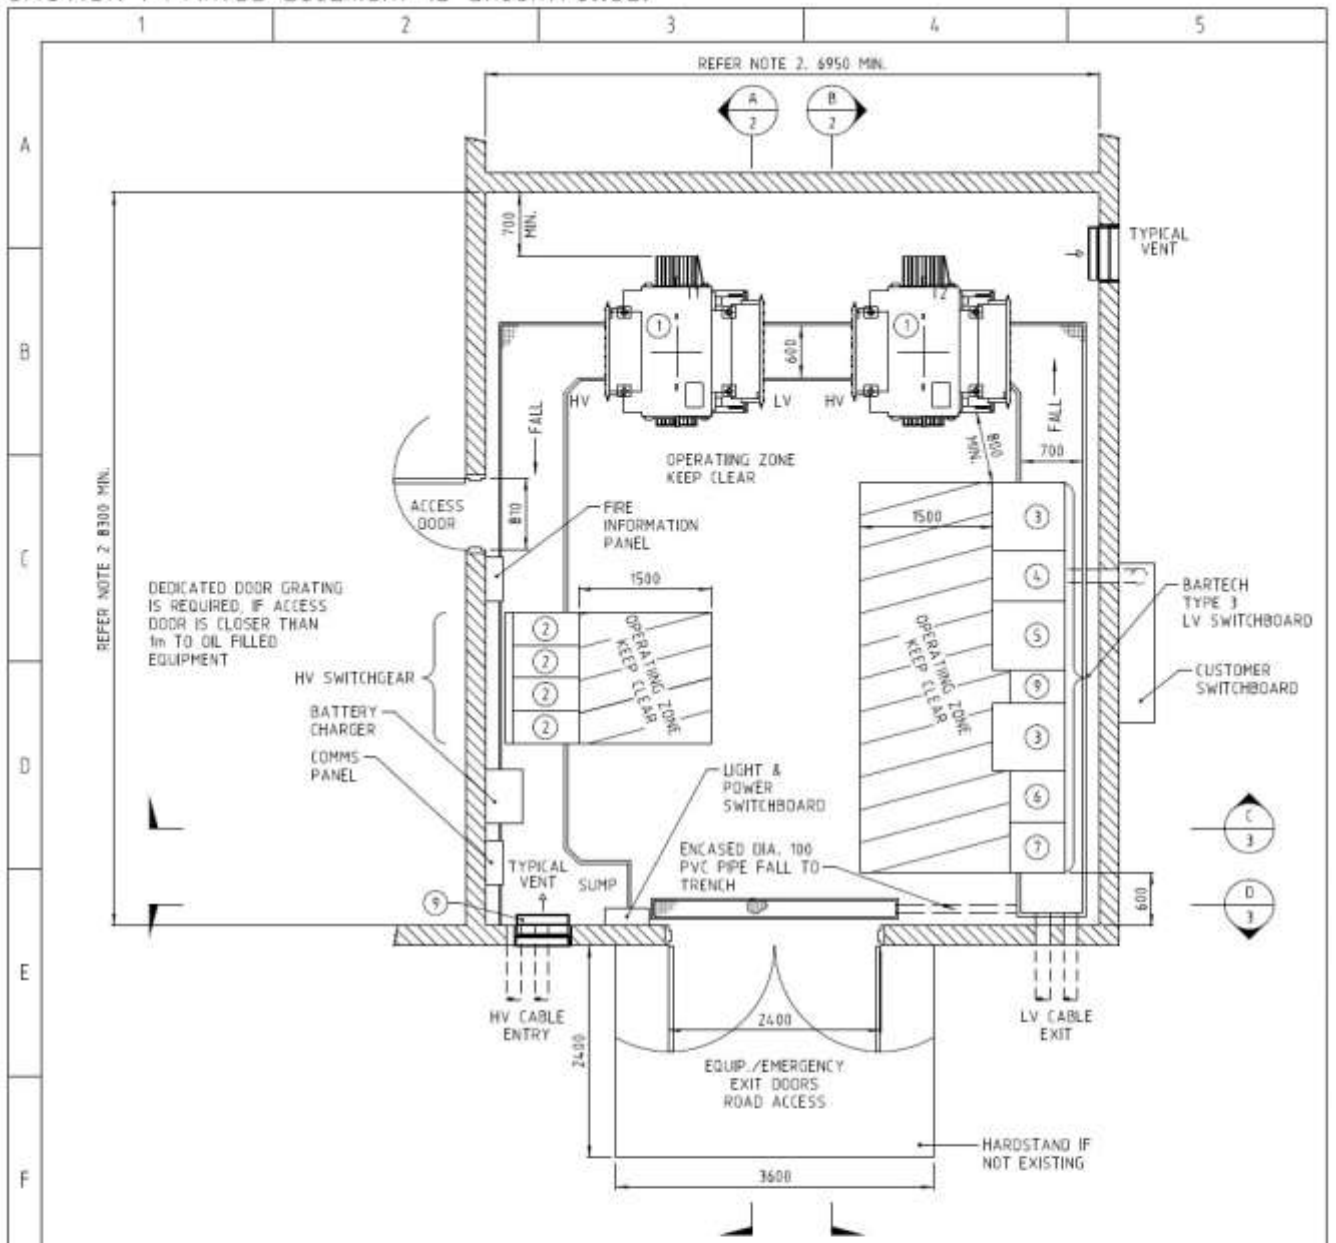 1 2 3 4 5
REFER NOTE 2. 6950 MIN.
A
2
B
2
A
700
MIN.
TYPICAL
VENT
1
1
B
600
HV
LV
HV
FALL
FALL
800
MIN.
700
OPERATIING ZONE
KEEP CLEAR
REFER NOTE 2 8300 MIN.
ACCESS
DOOR
810
FIRE
INFORMATION
PANEL
1500
3
C
4
DEDICATED DOOR GRATING
IS REQUIRED, IF ACCESS
DOOR IS CLOSER THAN
1m TO OIL FILLED
EQUIPMENT
1500
BARTECH
TYPE 3
LV SWITCHBOARD
2
2
2
2
OPERATIING ZONE
KEEP CLEAR
OPERATIING ZONE
KEEP CLEAR
5
9
HV SWITCHGEAR
CUSTOMER
SWITCHBOARD
BATTERY
CHARGER
3
D
COMMS
PANEL
LIGHT &
POWER
SWITCHBOARD
6
C
3
7
ENCASED DIA. 100
PVC PIPE FALL TO
TRENCH
TYPICAL
VENT
SUMP
9
600
D
3
E
HV CABLE
ENTRY
2400
2400
LV CABLE
EXIT
EQUIP./EMERGENCY
EXIT DOORS
ROAD ACCESS
HARDSTAND IF
NOT EXISTING
F
3600